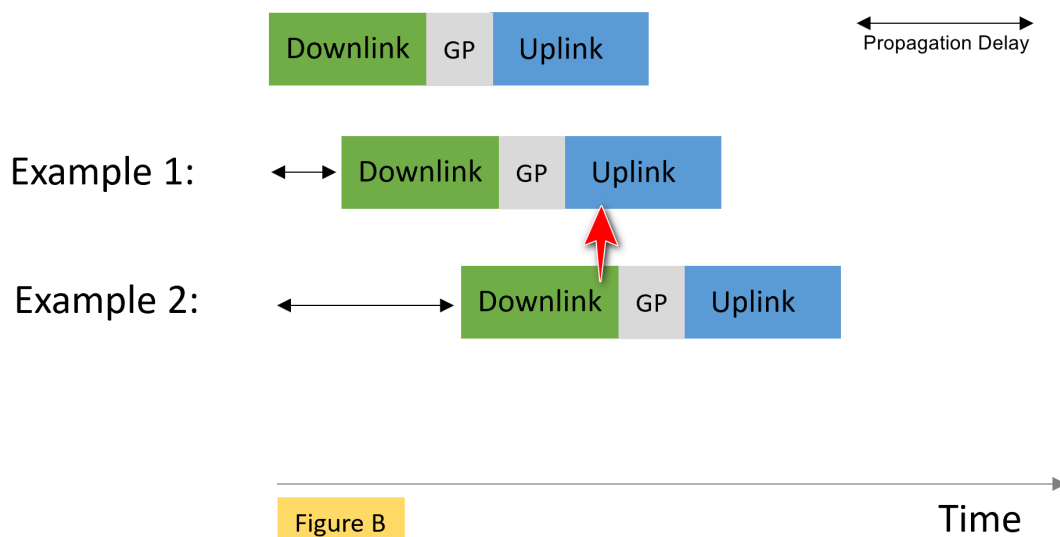 Downlink GP Uplink
Propagation Delay
Example 1:
Downlink GP Uplink
Example 2:
Downlink GP Uplink
Time
Figure B